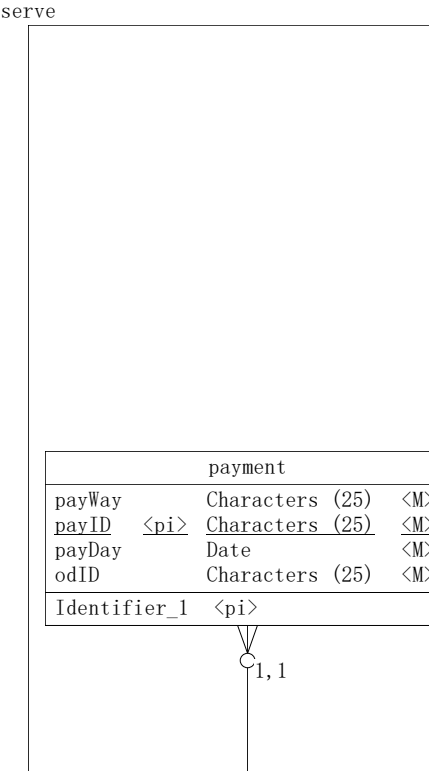 serve
payment
payWay Characters (25) <M>
payID <pi> Characters (25) <M>
payDay Date <M>
odID Characters (25) <M>
Identifier_1 <pi>
1,1